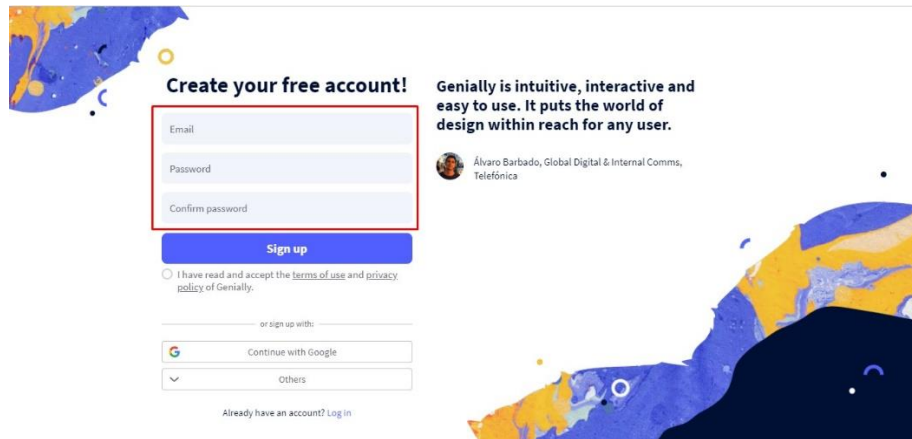 Create your free account!
Email
Password
Confirm password
Sign up
I have read and accept the terms of use and privacy
policy of Genially.
or sign up with:
Continue with Google
Others
Already have an account? Log in
Genially is intuitive, interactive and
easy to use. It puts the world of
design within reach for any user.
Álvaro Barbado, Global Digital & Internal Comms,
Telefónica